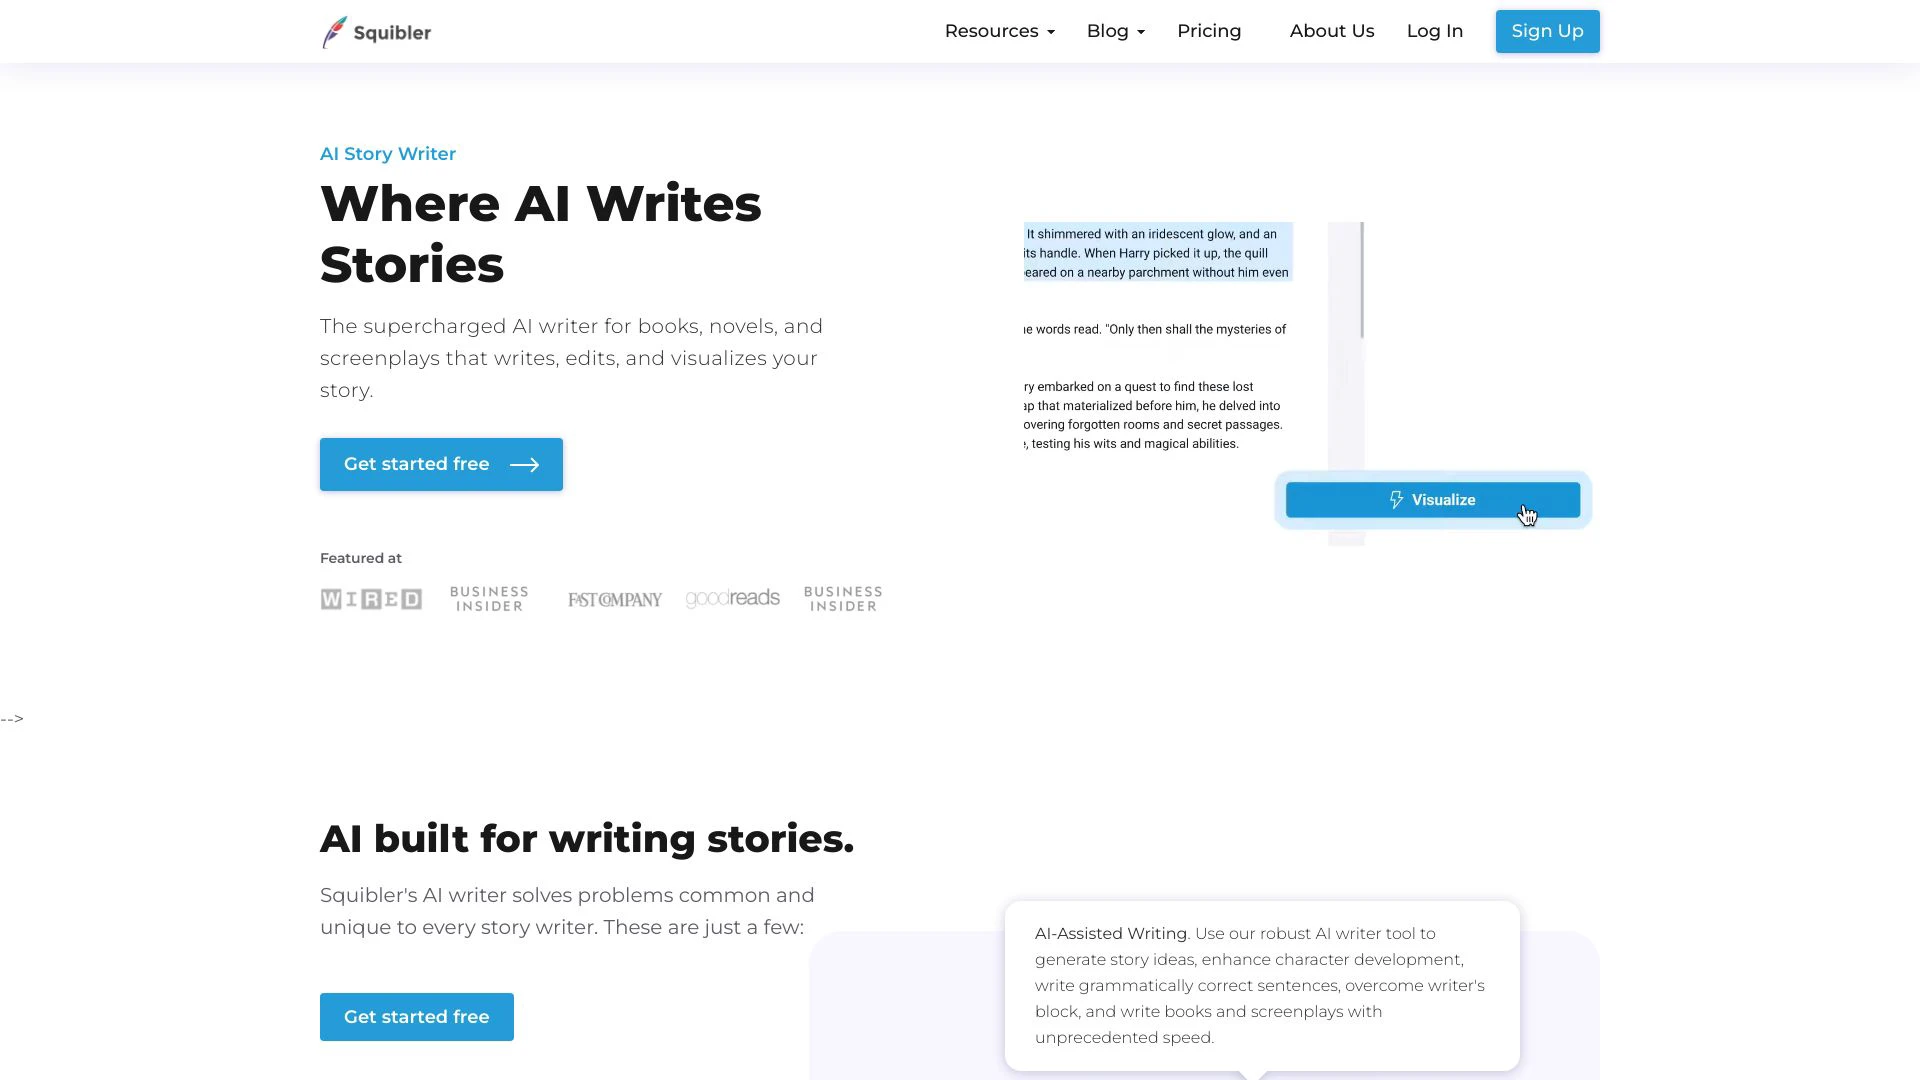 Squibler
Resources
Blog
Pricing
About Us
Log In
Sign Up
AI Story Writer
Where AI Writes
Stories
The supercharged AI writer for books, novels, and
screenplays that writes, edits, and visualizes your
story.
Get started free
Featured at
WIRED
BUSINESS
INSIDER
FAST COMPANY
goodreads
BUSINESS
INSIDER
It shimmered with an iridescent glow, and an
its handle. When Harry picked it up, the quill
eared on a nearby parchment without him even
e words read. "Only then shall the mysteries of
ry embarked on a quest to find these lost
ap that materialized before him, he delved into
overing forgotten rooms and secret passages.
, testing his wits and magical abilities.
Visualize
-->
AI built for writing stories.
Squibler's AI writer solves problems common and
unique to every story writer. These are just a few:
Get started free
AI-Assisted Writing. Use our robust AI writer tool to
generate story ideas, enhance character development,
write grammatically correct sentences, overcome writer's
block, and write books and screenplays with
unprecedented speed.